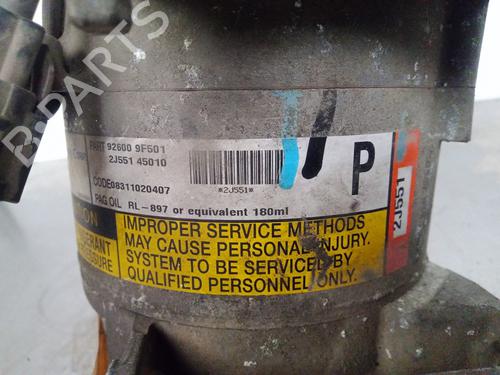 B-PARTS
PART 92600 9F501
2J551 45010
CODE08311020407
*2J551*
P
2J551
PAG OIL RL-897 or equivalent 180ml
IMPROPER SERVICE METHODS
MAY CAUSE PERSONAL INJURY.
SYSTEM TO BE SERVICED BY
QUALIFIED PERSONNEL ONLY.